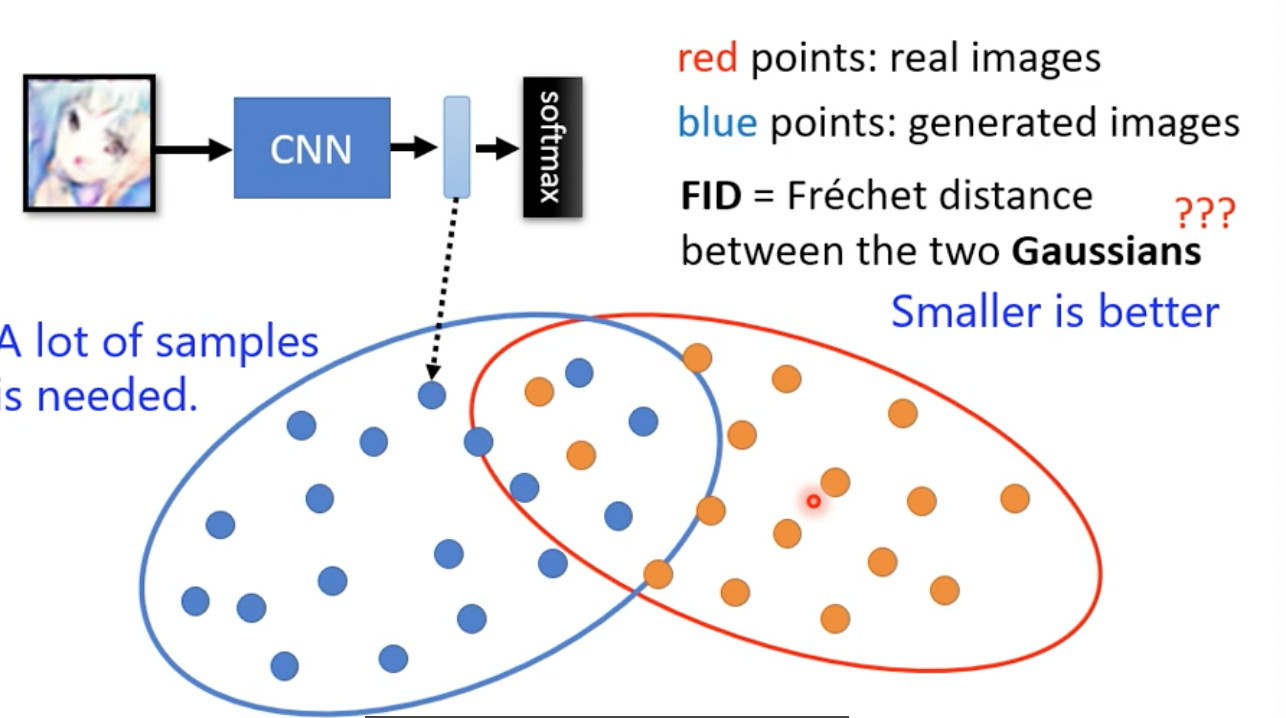 CNN
softmax
red points: real images
blue points: generated images
FID = Fréchet distance
???
between the two Gaussians
Smaller is better
A lot of samples
is needed.